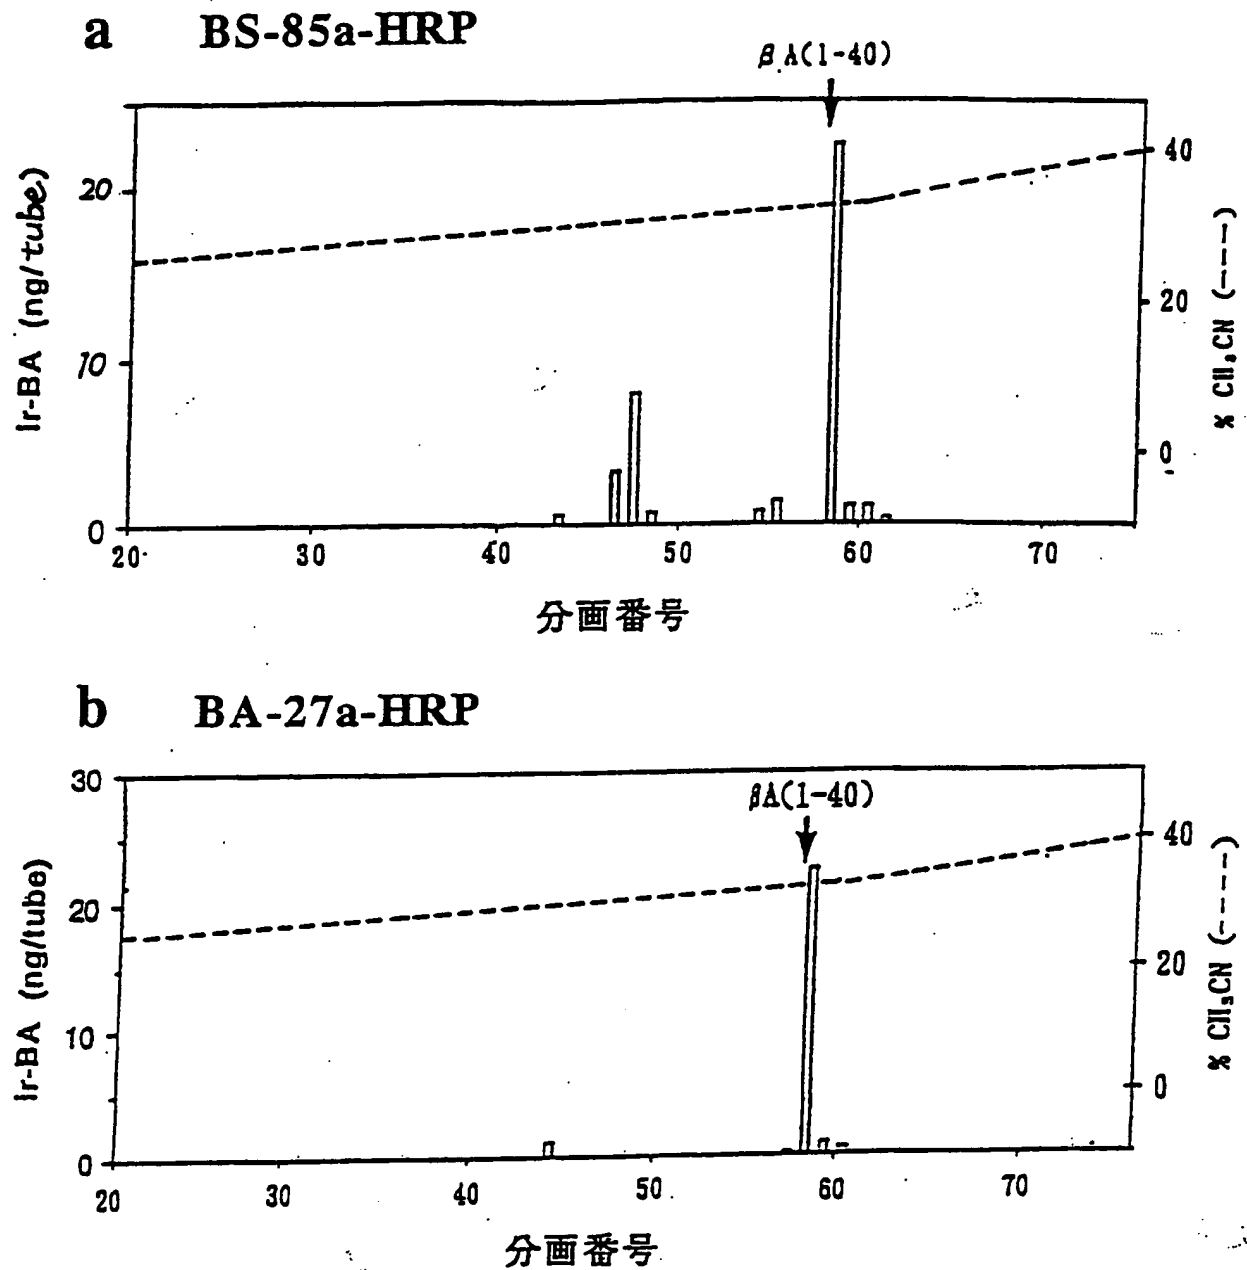 a BS-85a-HRP
βA(1-40)
Ir-BA (ng/tube)
20
10
0
40
20
0
% CH₃CN (---)
20 30 40 50 60 70
分画番号
b BA-27a-HRP
βA(1-40)
Ir-BA (ng/tube)
30
20
10
0
40
20
0
% CH₃CN (----)
20 30 40 50 60 70
分画番号